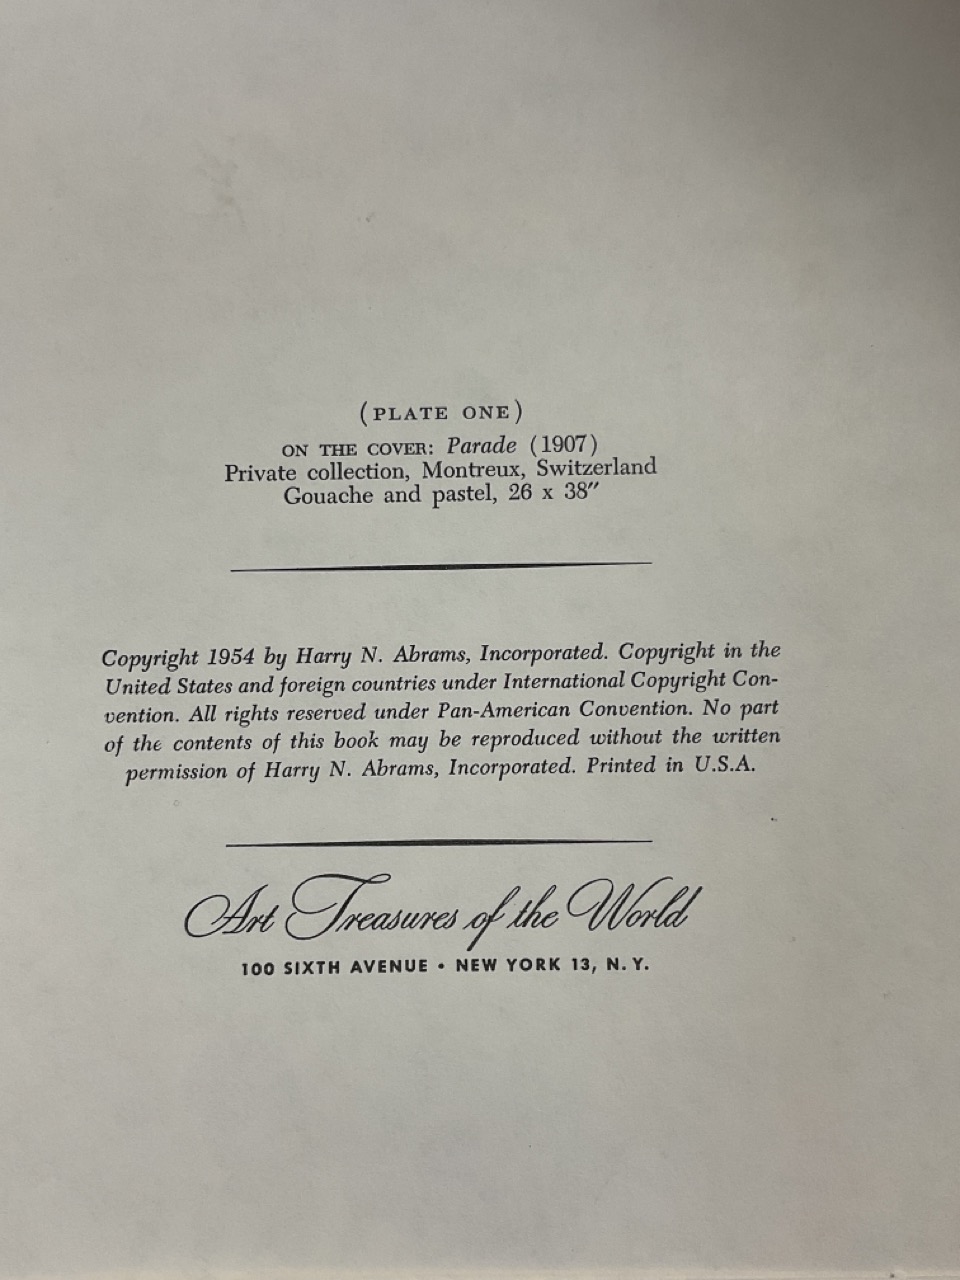 (PLATE ONE)
ON THE COVER: Parade (1907)
Private collection, Montreux, Switzerland
Gouache and pastel, 26 x 38″
Copyright 1954 by Harry N. Abrams, Incorporated. Copyright in the
United States and foreign countries under International Copyright Con-
vention. All rights reserved under Pan-American Convention. No part
of the contents of this book may be reproduced without the written
permission of Harry N. Abrams, Incorporated. Printed in U.S.A.
Art Treasures of the World
100 SIXTH AVENUE • NEW YORK 13, N. Y.